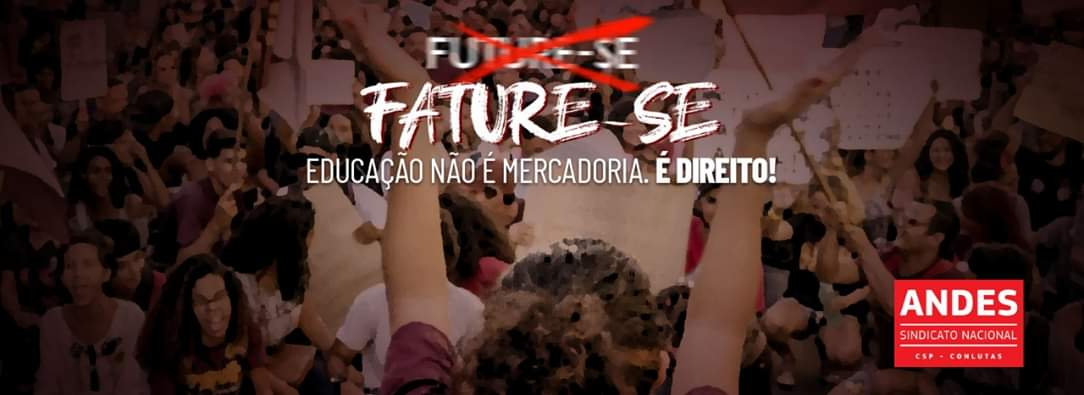 FUTURE-SE
FATURE-SE
EDUCAÇÃO NÃO É MERCADORIA. É DIREITO!
ANDES
SINDICATO NACIONAL
CSP - CONLUTAS